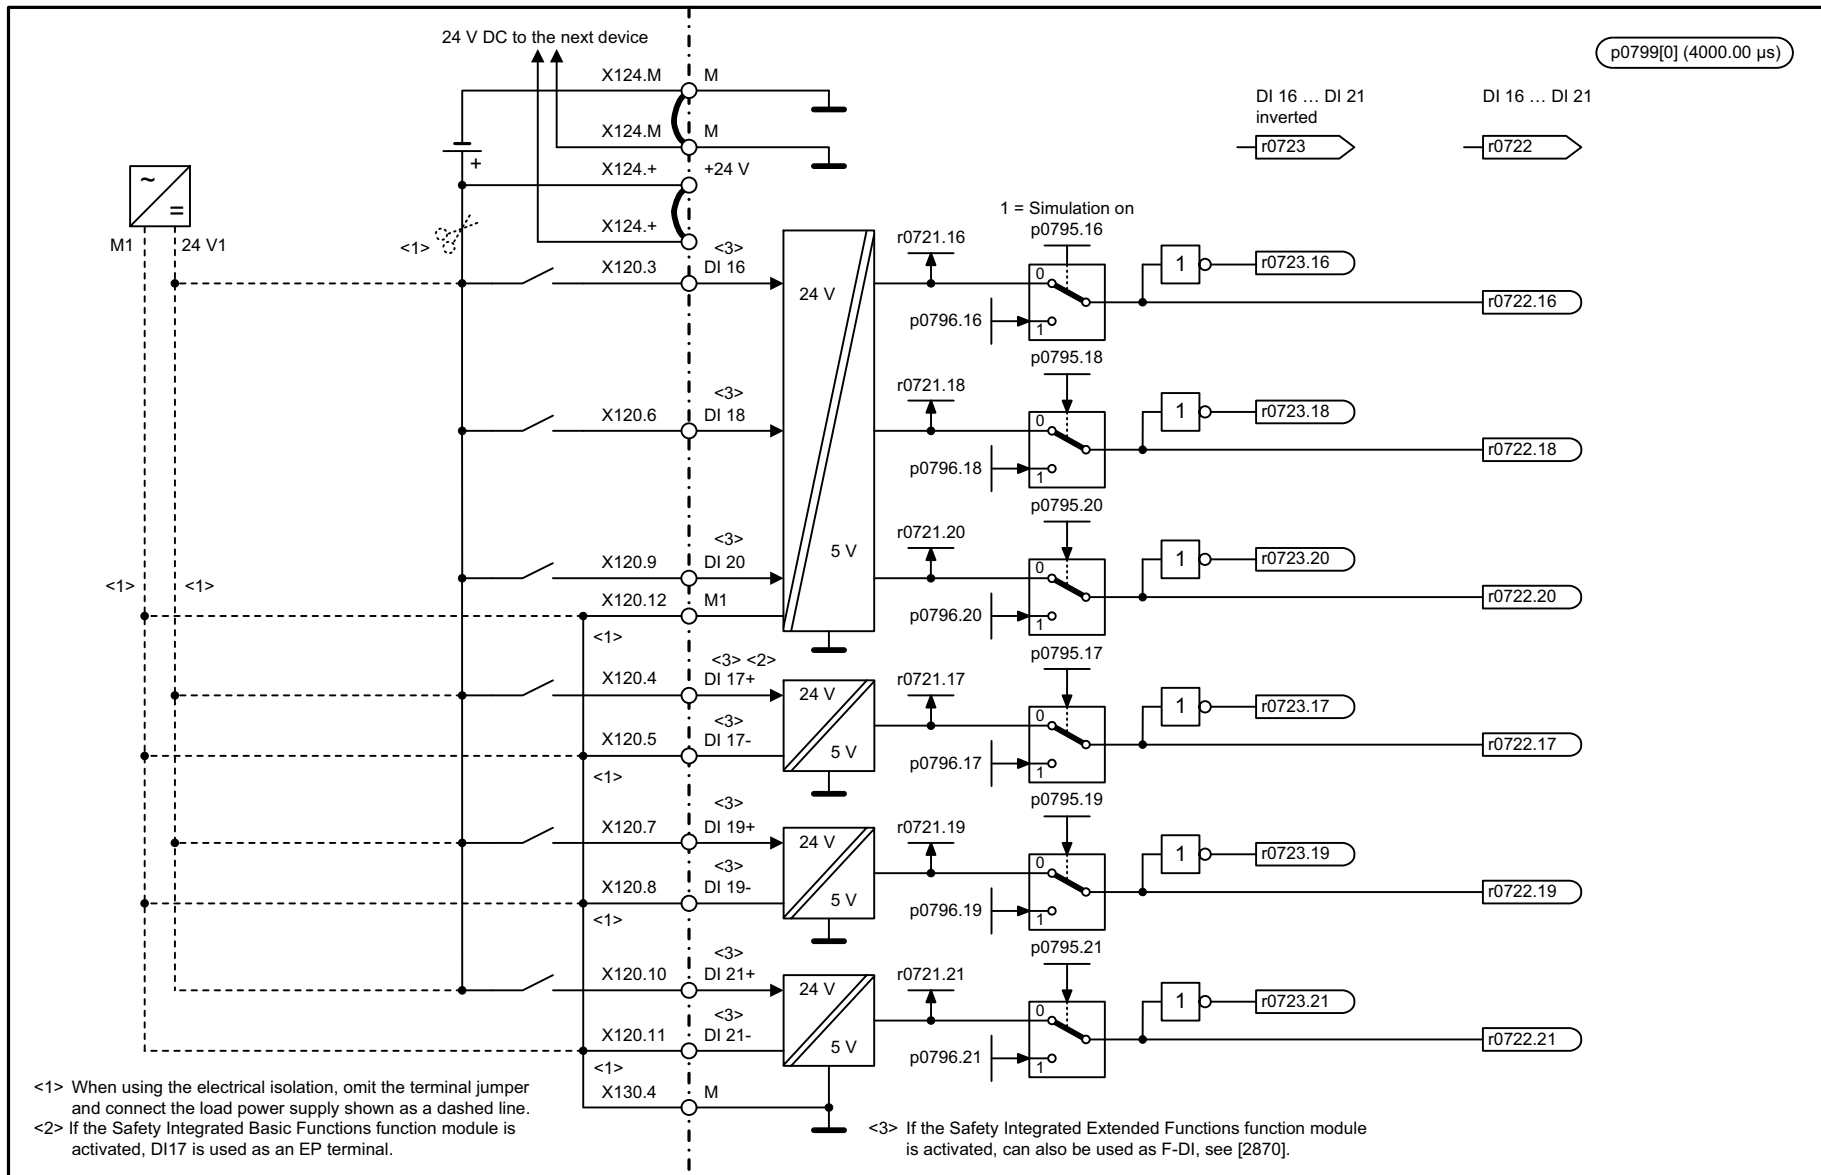 24 V DC to the next device
p0799[0] (4000.00 µs)
X124.M M
DI 16 … DI 21
inverted
DI 16 … DI 21
X124.M M
r0723
r0722
+
X124.+ +24 V
~
=
1 = Simulation on
M1 24 V1
<1>
X124.+
<3>
r0721.16
p0795.16
X120.3 DI 16
24 V
0
1
r0723.16
r0722.16
p0796.16
1
p0795.18
<3>
r0721.18
X120.6 DI 18
0
1
r0723.18
r0722.18
p0796.18
1
p0795.20
<3>
r0721.20
X120.9 DI 20
5 V
0
1
r0723.20
<1>
<1>
X120.12 M1
r0722.20
p0796.20
1
<1>
p0795.17
<3> <2>
r0721.17
X120.4 DI 17+
24 V
0
1
r0723.17
<3>
X120.5 DI 17-
5 V
r0722.17
p0796.17
1
<1>
p0795.19
<3>
r0721.19
X120.7 DI 19+
24 V
0
1
r0723.19
<3>
X120.8 DI 19-
5 V
r0722.19
p0796.19
1
<1>
p0795.21
<3>
r0721.21
X120.10 DI 21+
24 V
0
1
r0723.21
<3>
X120.11 DI 21-
5 V
r0722.21
p0796.21
1
<1>
X130.4 M
<1> When using the electrical isolation, omit the terminal jumper
and connect the load power supply shown as a dashed line.
<2> If the Safety Integrated Basic Functions function module is
activated, DI17 is used as an EP terminal.
<3> If the Safety Integrated Extended Functions function module
is activated, can also be used as F-DI, see [2870].